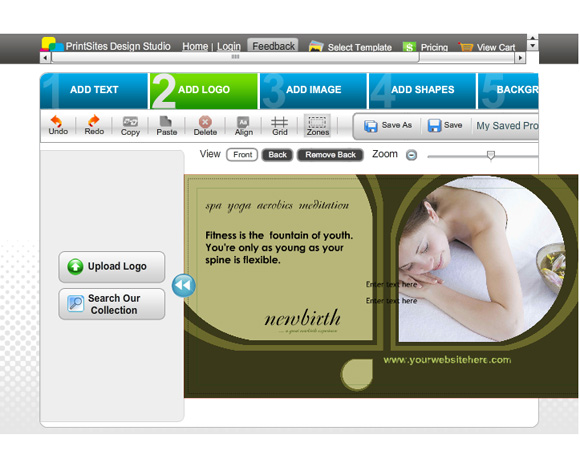 PrintSites Design Studio Home | Login Feedback Select Template $ Pricing View Cart
1 ADD TEXT 2 ADD LOGO 3 ADD IMAGE 4 ADD SHAPES 5 BACKGR
Undo Redo Copy Paste Delete Aa Align Grid Zones Save As Save My Saved Pro
View Front Back Remove Back Zoom
spa yoga aerobics meditation
Fitness is the fountain of youth.
You're only as young as your
spine is flexible.
Upload Logo
Search Our
Collection
Enter text here
Enter text here
newbirth
www.yourwebsitehere.com